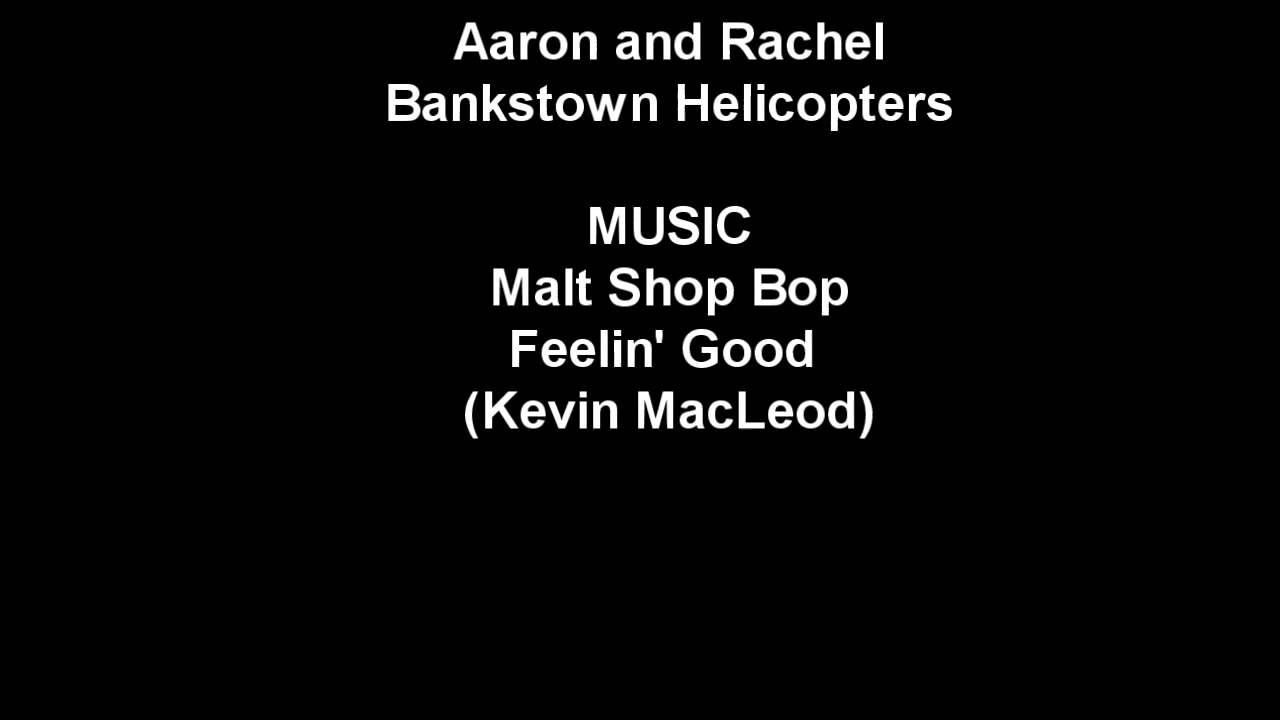 Aaron and Rachel
Bankstown Helicopters
MUSIC
Malt Shop Bop
Feelin' Good
(Kevin MacLeod)